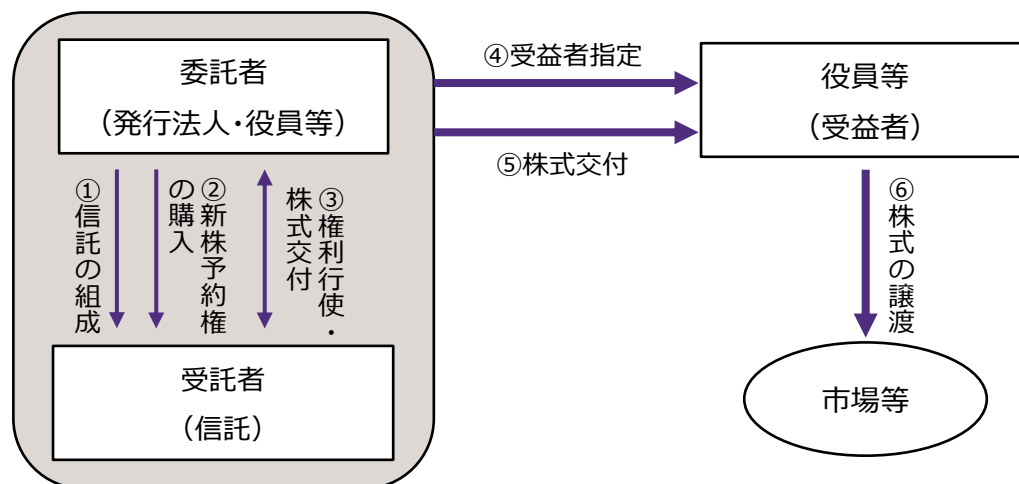 委託者
（発行法人・役員等）
④受益者指定
⑤株式交付
役員等
（受益者）
①信託の組成
②新株予約権
の購入
③権利行使・
株式交付
⑥株式の譲渡
受託者
（信託）
市場等